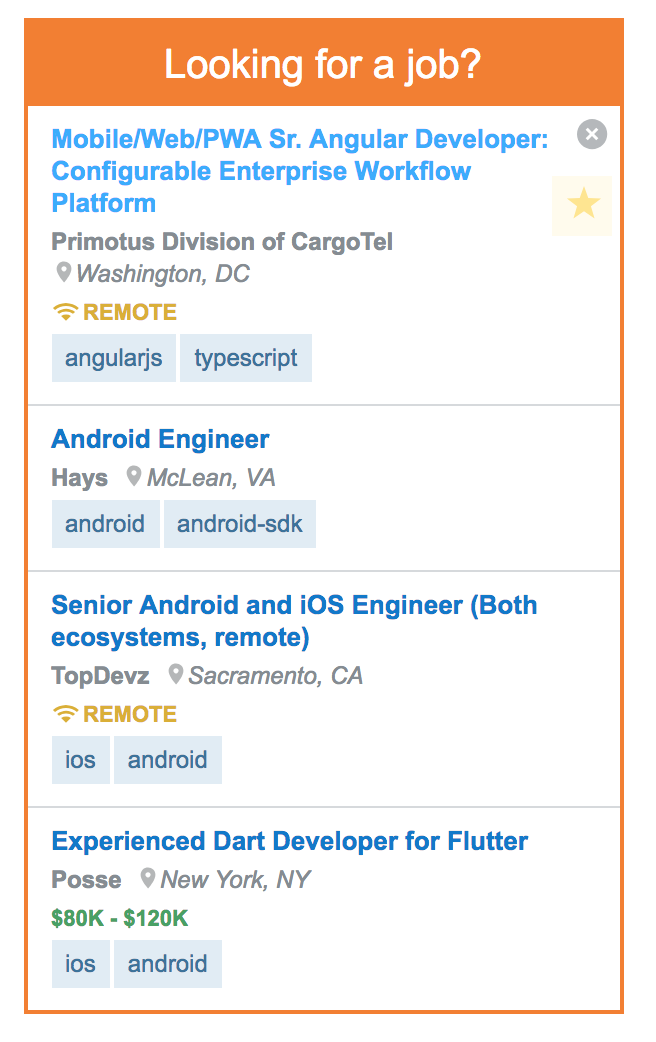 Looking for a job?
Mobile/Web/PWA Sr. Angular Developer:
Configurable Enterprise Workflow
Platform
Primotus Division of CargoTel
Washington, DC
REMOTE
angularjs typescript
Android Engineer
Hays McLean, VA
android android-sdk
Senior Android and iOS Engineer (Both
ecosystems, remote)
TopDevz Sacramento, CA
REMOTE
ios android
Experienced Dart Developer for Flutter
Posse New York, NY
$80K - $120K
ios android